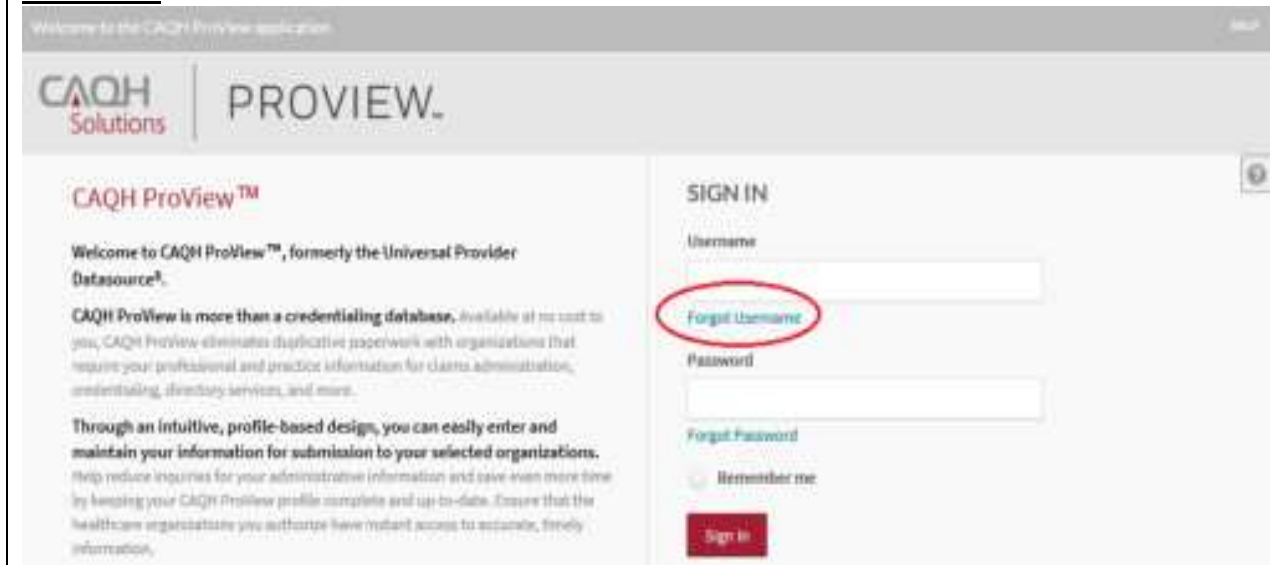 Welcome to the CAQH ProView application
HELP
CAQH
Solutions
PROVIEW™
CAQH ProView™
Welcome to CAQH ProView™, formerly the Universal Provider
Datasource®.
CAQH ProView is more than a credentialing database. Available at no cost to
you, CAQH ProView eliminates duplicative paperwork with organizations that
require your professional and practice information for claims administration,
credentialing, directory services, and more.
Through an intuitive, profile-based design, you can easily enter and
maintain your information for submission to your selected organizations.
Help reduce inquiries for your administrative information and save even more time
by keeping your CAQH ProView profile complete and up-to-date. Ensure that the
healthcare organizations you authorize have instant access to accurate, timely
information.
SIGN IN
Username
Forgot Username
Password
Forgot Password
Remember me
Sign In